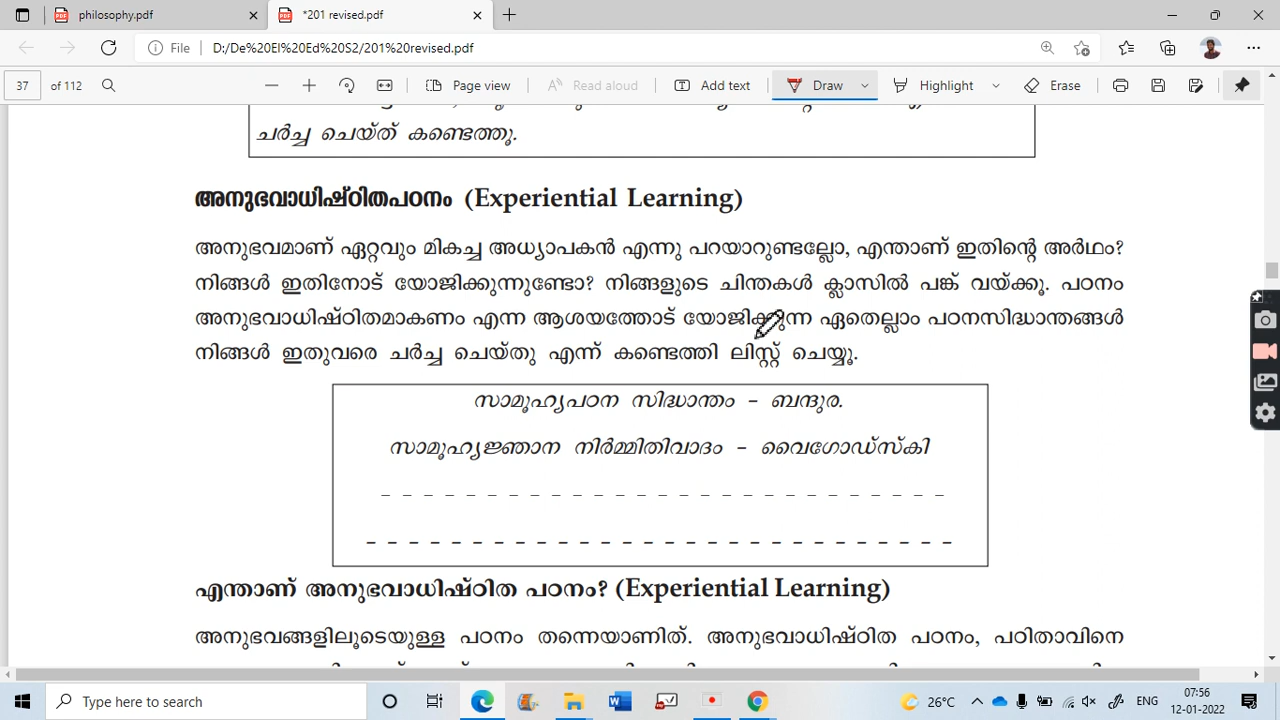 philosophy.pdf
*201 revised.pdf
File
D:/De%20El%20Ed%20S2/201%20revised.pdf
37 of 112
Page view
Read aloud
Add text
Draw
Highlight
Erase
ചർച്ച ചെയ്ത് കണ്ടെത്തൂ.
അനുഭവാധിഷ്ഠിതപഠനം (Experiential Learning)
അനുഭവമാണ് ഏറ്റവും മികച്ച അധ്യാപകൻ എന്നു പറയാറുണ്ടല്ലോ, എന്താണ് ഇതിന്റെ അർഥം?
നിങ്ങൾ ഇതിനോട് യോജിക്കുന്നുണ്ടോ? നിങ്ങളുടെ ചിന്തകൾ ക്ലാസിൽ പങ്ക് വയ്ക്കൂ. പഠനം
അനുഭവാധിഷ്ഠിതമാകണം എന്ന ആശയത്തോട് യോജിക്കുന്ന ഏതെല്ലാം പഠനസിദ്ധാന്തങ്ങൾ
നിങ്ങൾ ഇതുവരെ ചർച്ച ചെയ്തു എന്ന് കണ്ടെത്തി ലിസ്റ്റ് ചെയ്യൂ.
സാമൂഹ്യപഠന സിദ്ധാന്തം - ബന്ദുര.
സാമൂഹ്യജ്ഞാന നിർമ്മിതിവാദം - വൈഗോഡ്സ്കി
എന്താണ് അനുഭവാധിഷ്ഠിത പഠനം? (Experiential Learning)
അനുഭവങ്ങളിലൂടെയുള്ള പഠനം തന്നെയാണിത്. അനുഭവാധിഷ്ഠിത പഠനം, പഠിതാവിനെ
Type here to search
26°C
ENG
07:56
12-01-2022